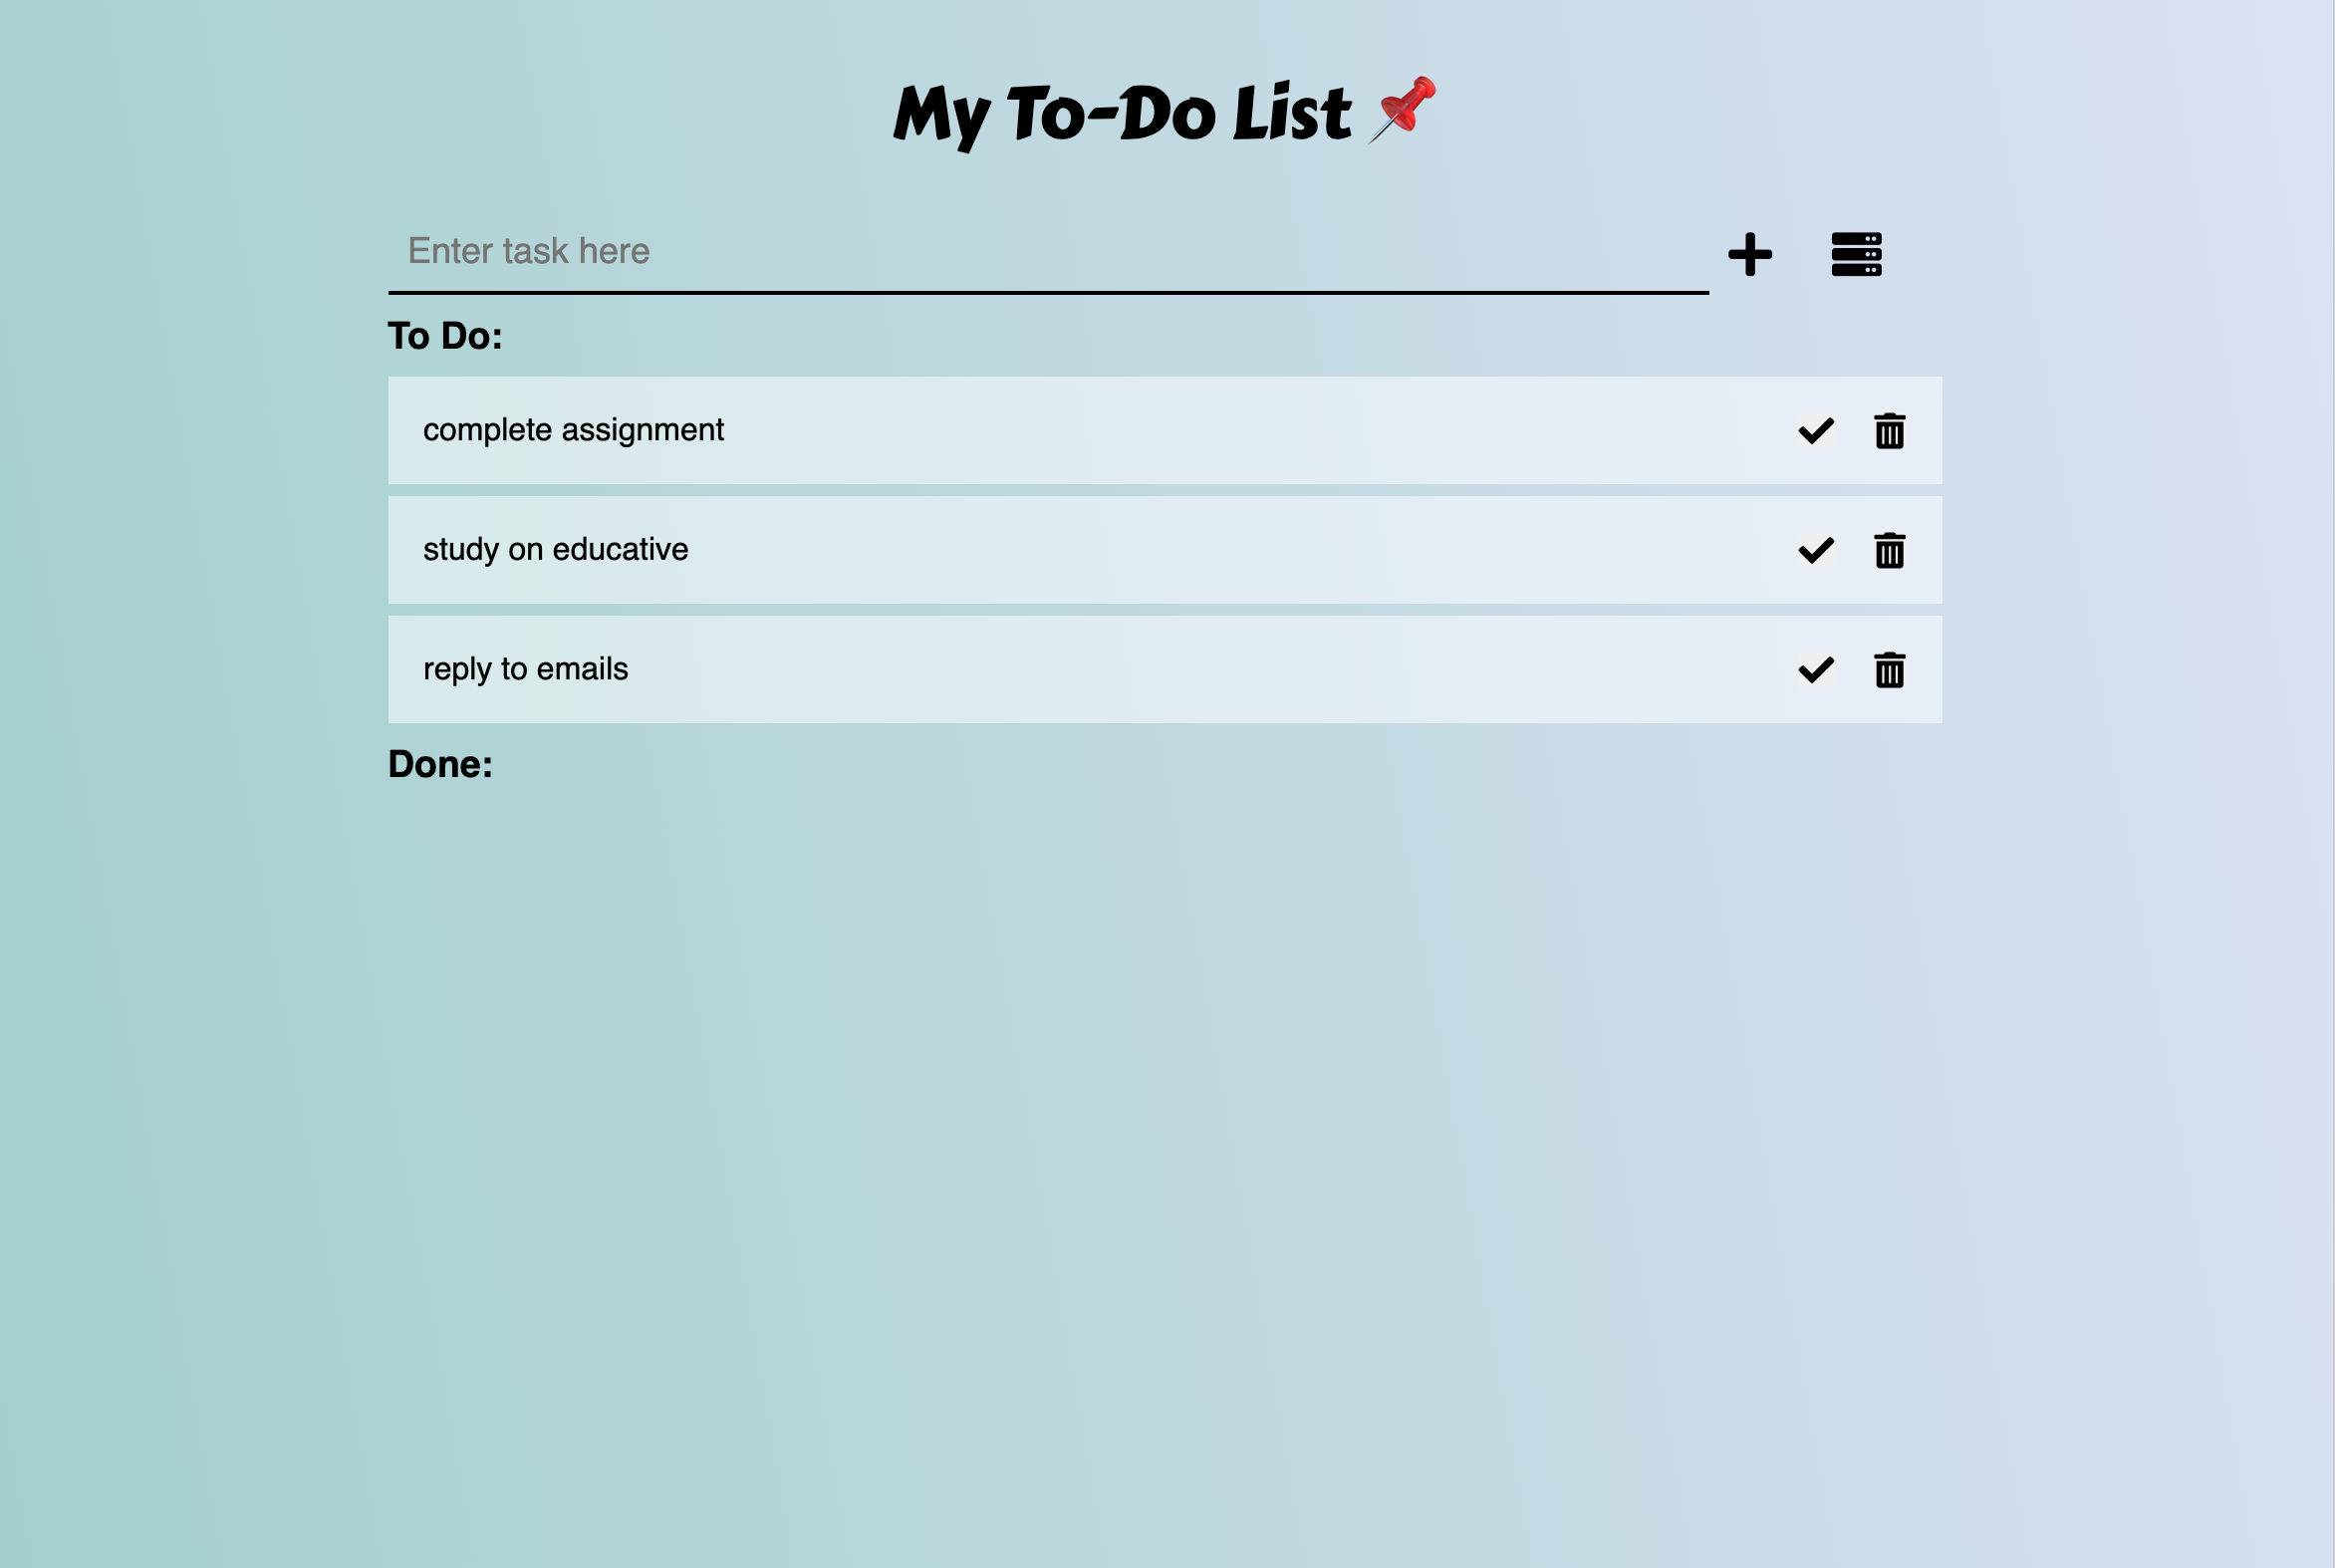 My To-Do List 📌
Enter task here
To Do:
complete assignment
study on educative
reply to emails
Done: